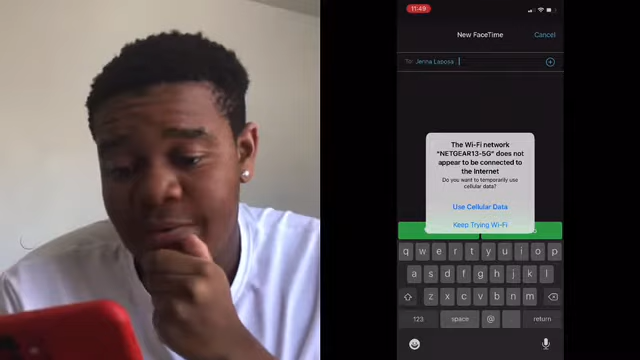 11:49
New FaceTime
Cancel
To: Jenna Laposa
The Wi-Fi network
"NETGEAR13-5G" does not
appear to be connected to
the Internet
Do you want to temporarily use
cellular data?
Use Cellular Data
Keep Trying Wi-Fi
q w e r t y u i o p
a s d f g h j k l
z x c v b n m
123 space @ return